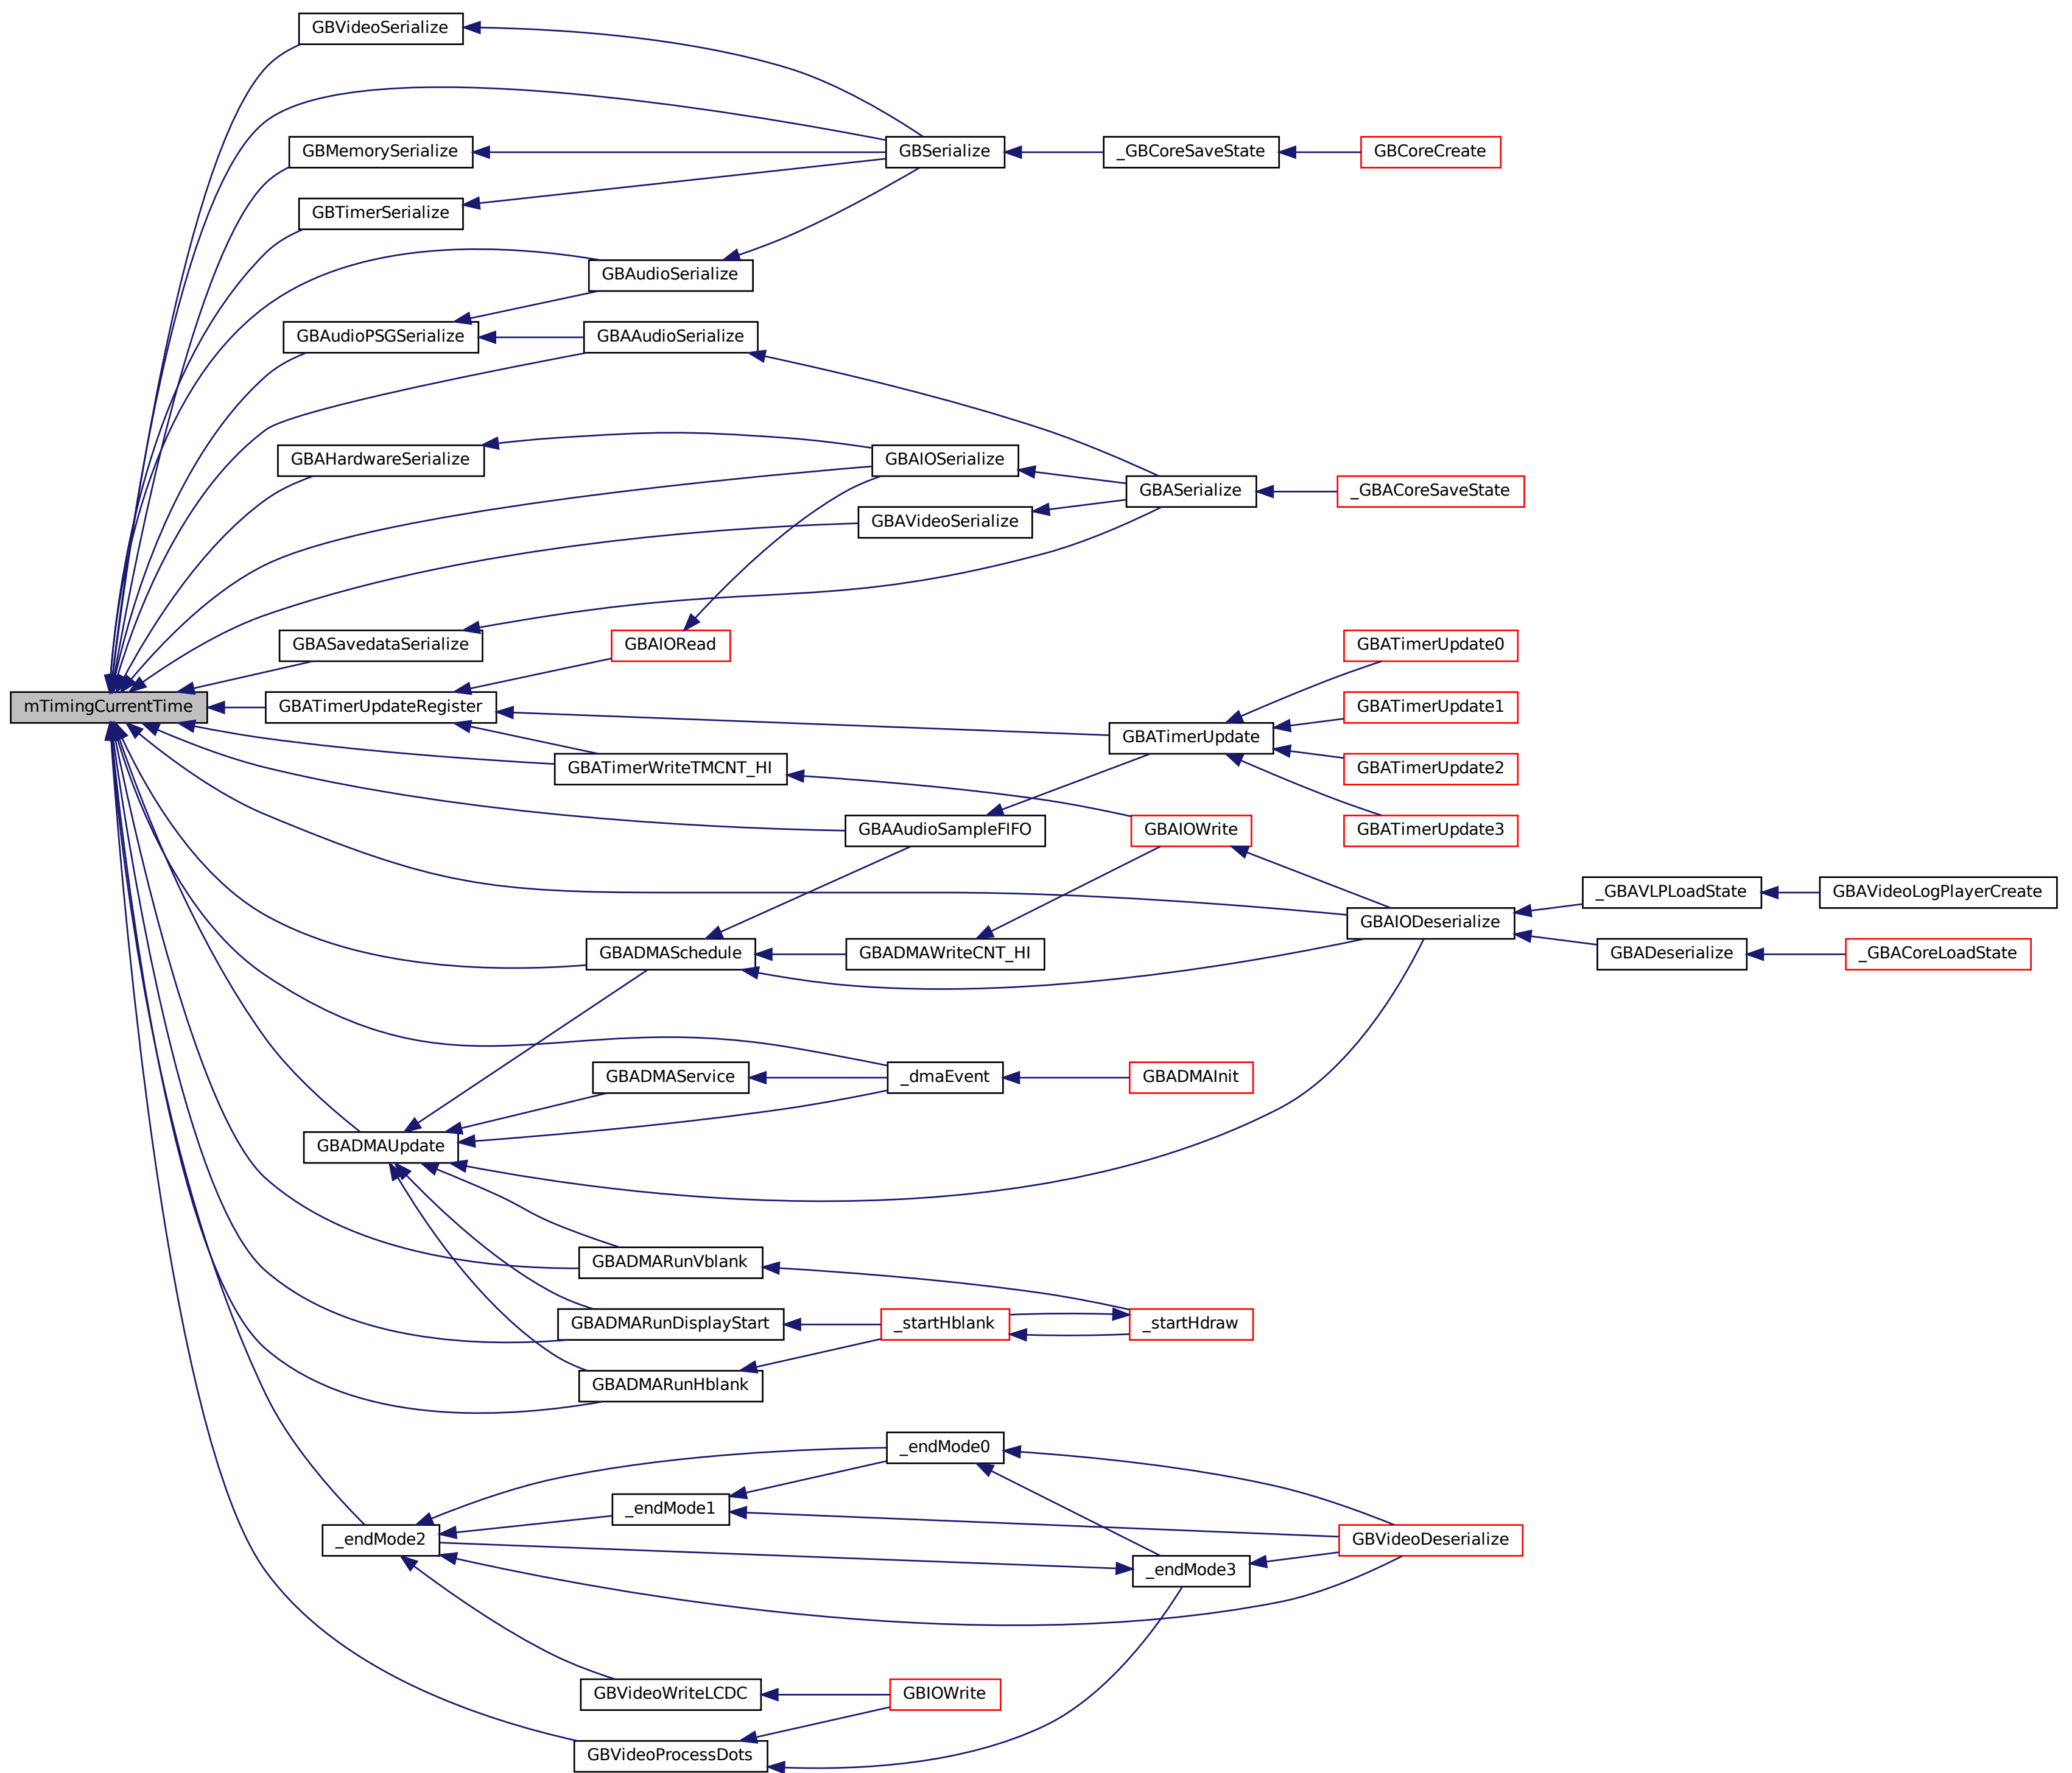 GBVideoSerialize
GBMemorySerialize
GBSerialize
_GBCoreSaveState
GBCoreCreate
GBTimerSerialize
GBAudioSerialize
GBAudioPSGSerialize
GBAAudioSerialize
GBAHardwareSerialize
GBAIOSerialize
GBASerialize
_GBACoreSaveState
GBAVideoSerialize
GBASavedataSerialize
GBAIORead
GBATimerUpdate0
mTimingCurrentTime
GBATimerUpdateRegister
GBATimerUpdate1
GBATimerUpdate
GBATimerWriteTMCNT_HI
GBATimerUpdate2
GBAAudioSampleFIFO
GBAIOWrite
GBATimerUpdate3
_GBAVLPLoadState
GBAVideoLogPlayerCreate
GBAIODeserialize
GBADMASchedule
GBADMAWriteCNT_HI
GBADeserialize
_GBACoreLoadState
GBADMAService
_dmaEvent
GBADMAInit
GBADMAUpdate
GBADMARunVblank
GBADMARunDisplayStart
_startHblank
_startHdraw
GBADMARunHblank
_endMode0
_endMode1
_endMode2
GBVideoDeserialize
_endMode3
GBVideoWriteLCDC
GBIOWrite
GBVideoProcessDots